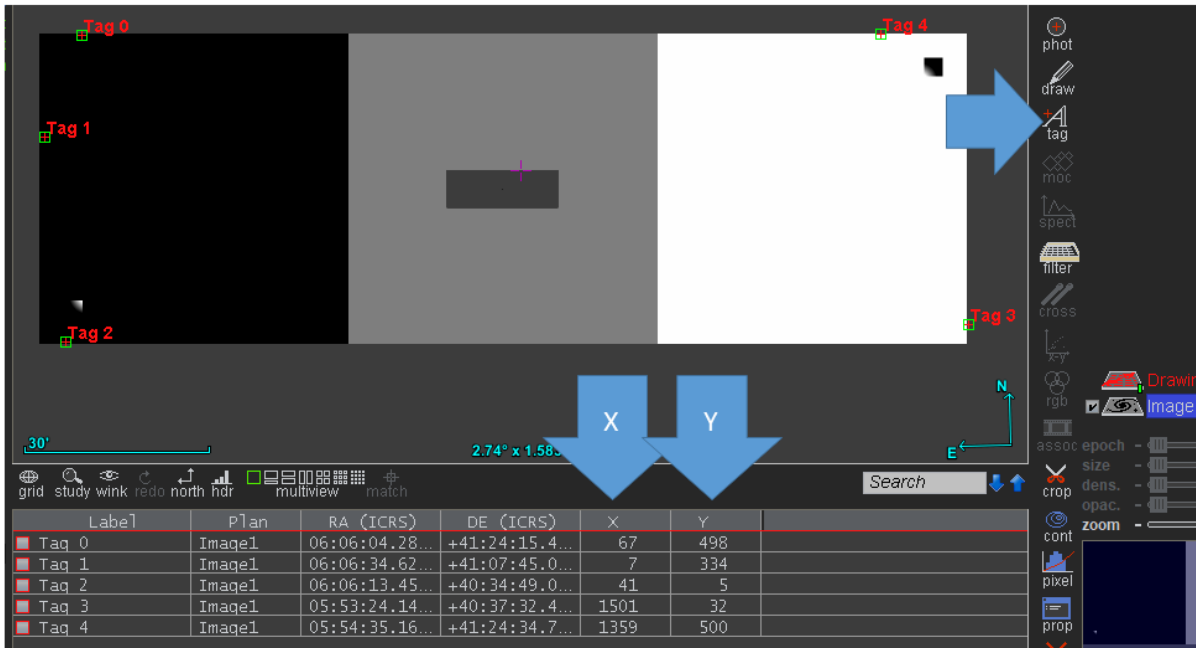 Tag 0
Tag 4
phot
draw
Tag 1
tag
moc
spect
filter
Tag 3
cross
Tag 2
x-y
Drawin
N
rgb
Image
X
Y
30'
2.74° x 1.58
E
assoc
epoch
size
grid study wink redo north hdr multiview match
Search
crop
dens.
opac.
zoom
cont
Label Plan RA (ICRS) DE (ICRS) X Y
Tag 0 Image1 06:06:04.28... +41:24:15.4... 67 498
Tag 1 Image1 06:06:34.62... +41:07:45.0... 7 334
Tag 2 Image1 06:06:13.45... +40:34:49.0... 41 5
Tag 3 Image1 05:53:24.14... +40:37:32.4... 1501 32
Tag 4 Image1 05:54:35.16... +41:24:34.7... 1359 500
pixel
prop